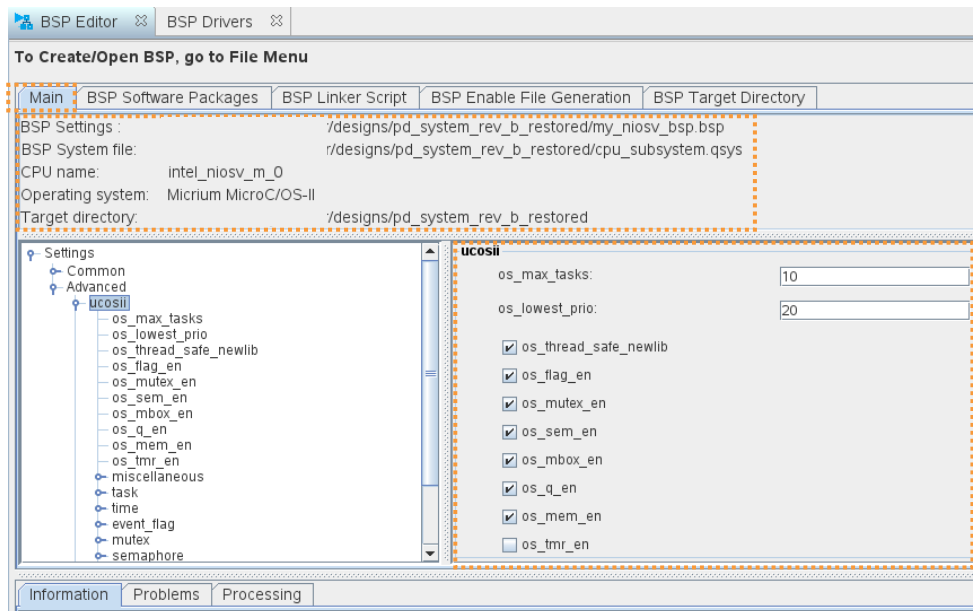 BSP Editor BSP Drivers
To Create/Open BSP, go to File Menu
Main BSP Software Packages BSP Linker Script BSP Enable File Generation BSP Target Directory
BSP Settings : /designs/pd_system_rev_b_restored/my_niosv_bsp.bsp
BSP System file: r/designs/pd_system_rev_b_restored/cpu_subsystem.qsys
CPU name: intel_niosv_m_0
Operating system: Micrium MicroC/OS-II
Target directory: /designs/pd_system_rev_b_restored
Settings
Common
Advanced
ucosii
os_max_tasks
os_lowest_prio
os_thread_safe_newlib
os_flag_en
os_mutex_en
os_sem_en
os_mbox_en
os_q_en
os_mem_en
os_tmr_en
miscellaneous
task
time
event_flag
mutex
semaphore
ucosii
os_max_tasks: 10
os_lowest_prio: 20
os_thread_safe_newlib
os_flag_en
os_mutex_en
os_sem_en
os_mbox_en
os_q_en
os_mem_en
os_tmr_en
Information Problems Processing